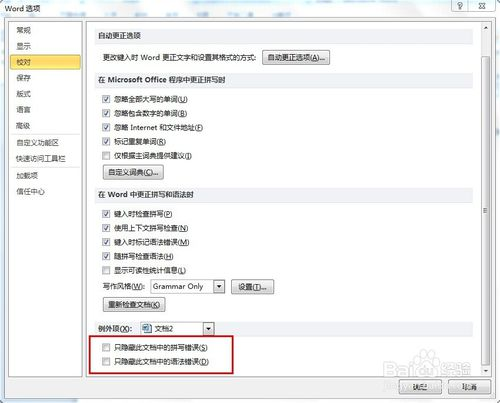 Word 选项
常规
显示
校对
保存
版式
语言
高级
自定义功能区
快速访问工具栏
加载项
信任中心
自动更正选项
更改键入时 Word 更正文字和设置其格式的方式: 自动更正选项(A)...
在 Microsoft Office 程序中更正拼写时
忽略全部大写的单词(U)
忽略包含数字的单词(B)
忽略 Internet 和文件地址(F)
标记重复单词(R)
仅根据主词典提供建议(I)
自定义词典(C)...
在 Word 中更正拼写和语法时
键入时检查拼写(P)
使用上下文拼写检查(N)
键入时标记语法错误(M)
随拼写检查语法(H)
显示可读性统计信息(L)
写作风格(W): Grammar Only 设置(T)...
重新检查文档(K)
例外项(X): 文档2
只隐藏此文档中的拼写错误(S)
只隐藏此文档中的语法错误(D)
Baidu 经验
确定 取消